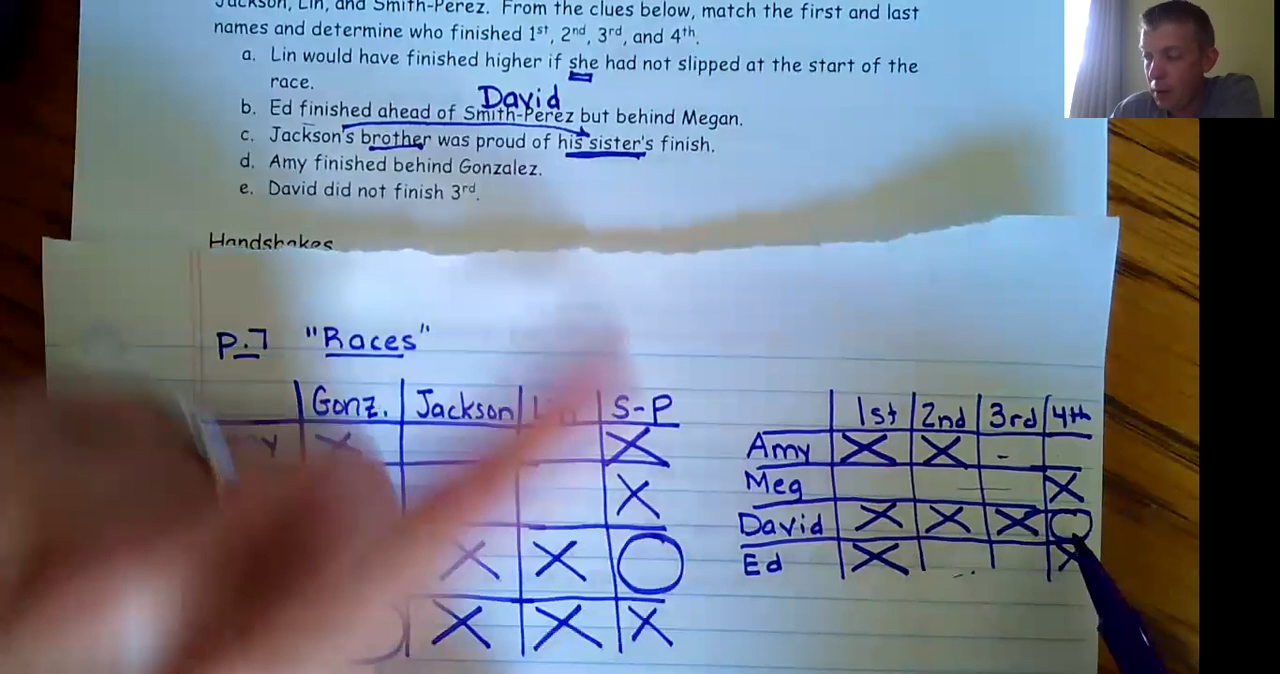 Jackson, Lin, and Smith-Perez. From the clues below, match the first and last
names and determine who finished 1st, 2nd, 3rd, and 4th.
a. Lin would have finished higher if she had not slipped at the start of the
race.
David
b. Ed finished ahead of Smith-Perez but behind Megan.
c. Jackson's brother was proud of his sister's finish.
d. Amy finished behind Gonzalez.
e. David did not finish 3rd.
Handshakes
P.7 "Races"
Gonz. Jackson S-P
X X
X
X X O
X X X
1st 2nd 3rd 4th
Amy X X -
Meg X
David X X X O
Ed X X